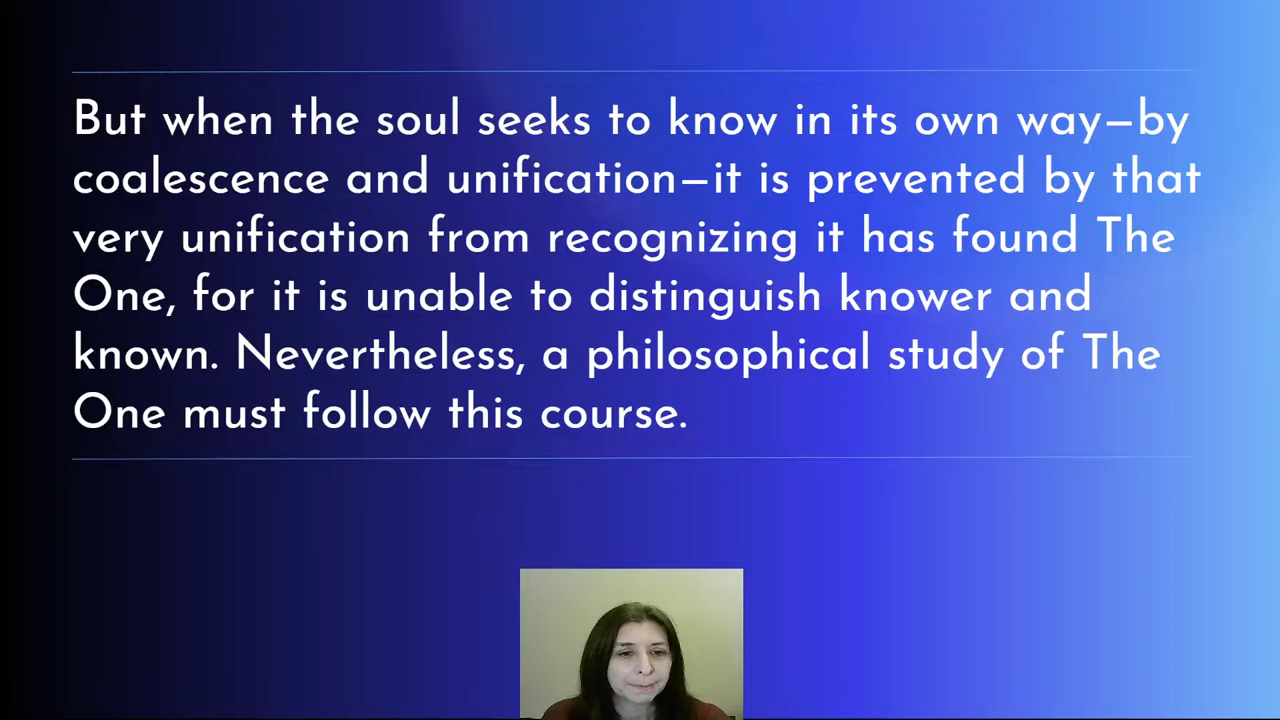 But when the soul seeks to know in its own way—by
coalescence and unification—it is prevented by that
very unification from recognizing it has found The
One, for it is unable to distinguish knower and
known. Nevertheless, a philosophical study of The
One must follow this course.